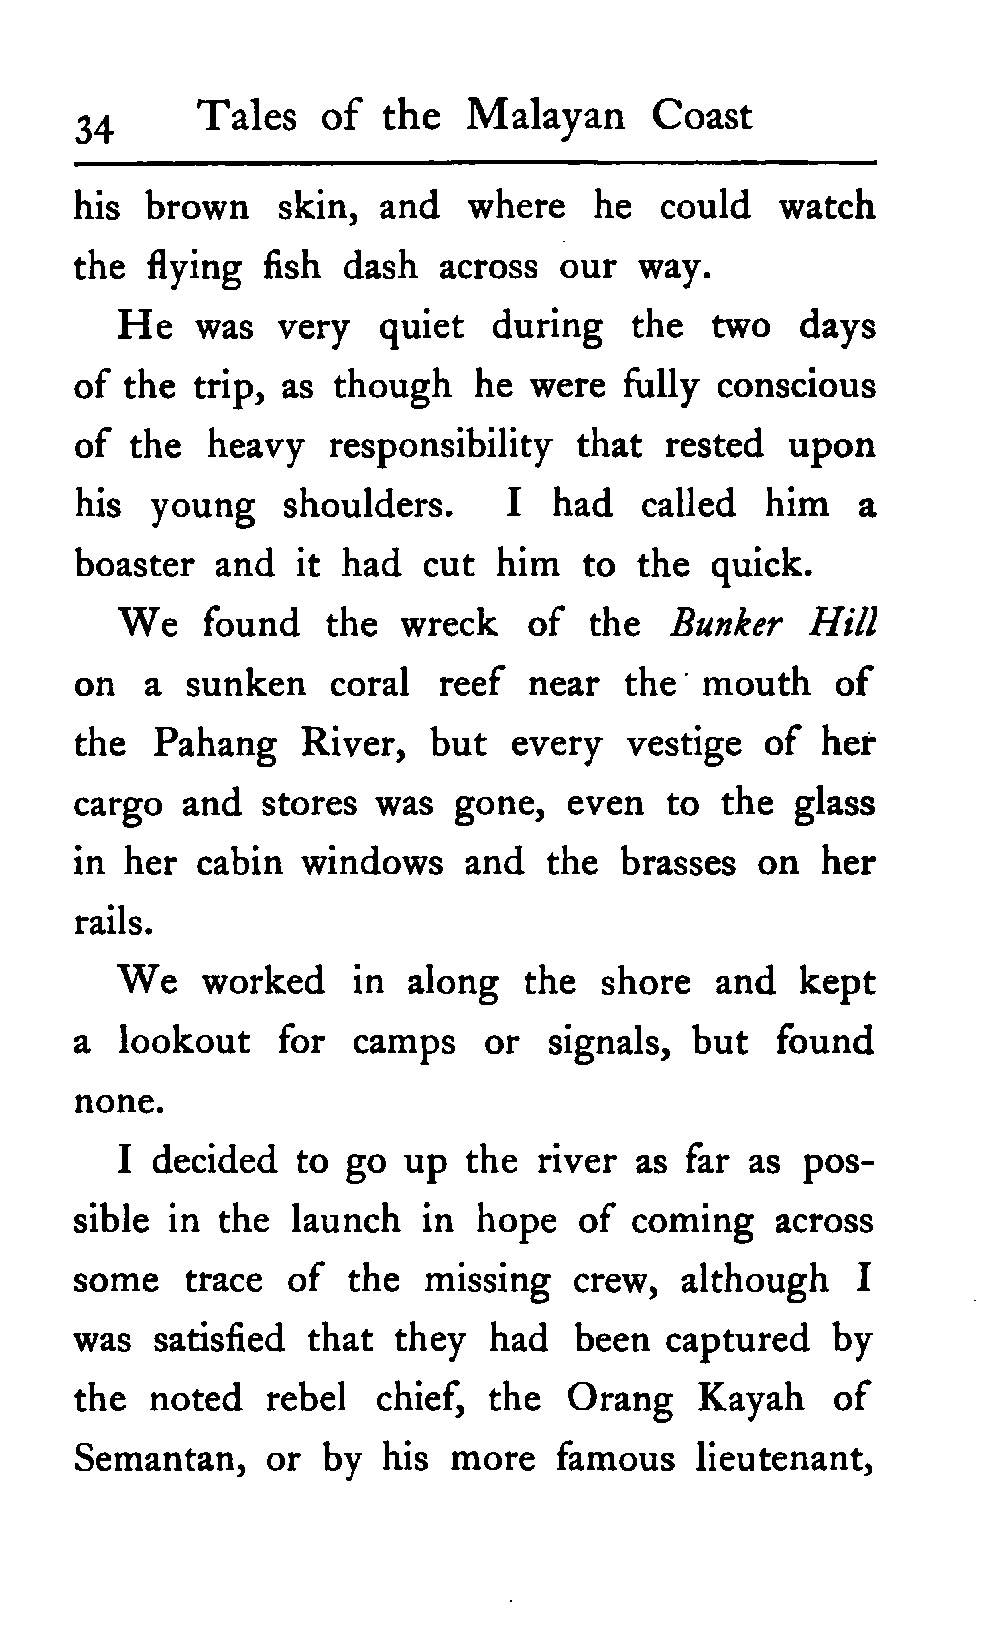 34 Tales of the Malayan Coast
his brown skin, and where he could watch
the flying fish dash across our way.
He was very quiet during the two days
of the trip, as though he were fully conscious
of the heavy responsibility that rested upon
his young shoulders. I had called him a
boaster and it had cut him to the quick.
We found the wreck of the Bunker Hill
on a sunken coral reef near the mouth of
the Pahang River, but every vestige of her
cargo and stores was gone, even to the glass
in her cabin windows and the brasses on her
rails.
We worked in along the shore and kept
a lookout for camps or signals, but found
none.
I decided to go up the river as far as pos-
sible in the launch in hope of coming across
some trace of the missing crew, although I
was satisfied that they had been captured by
the noted rebel chief, the Orang Kayah of
Semantan, or by his more famous lieutenant,